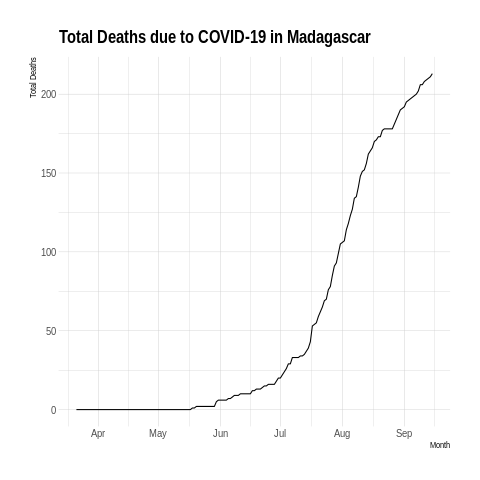 Total Deaths due to COVID-19 in Madagascar
Total Deaths
200
150
100
50
0
Apr May Jun Jul Aug Sep
Month